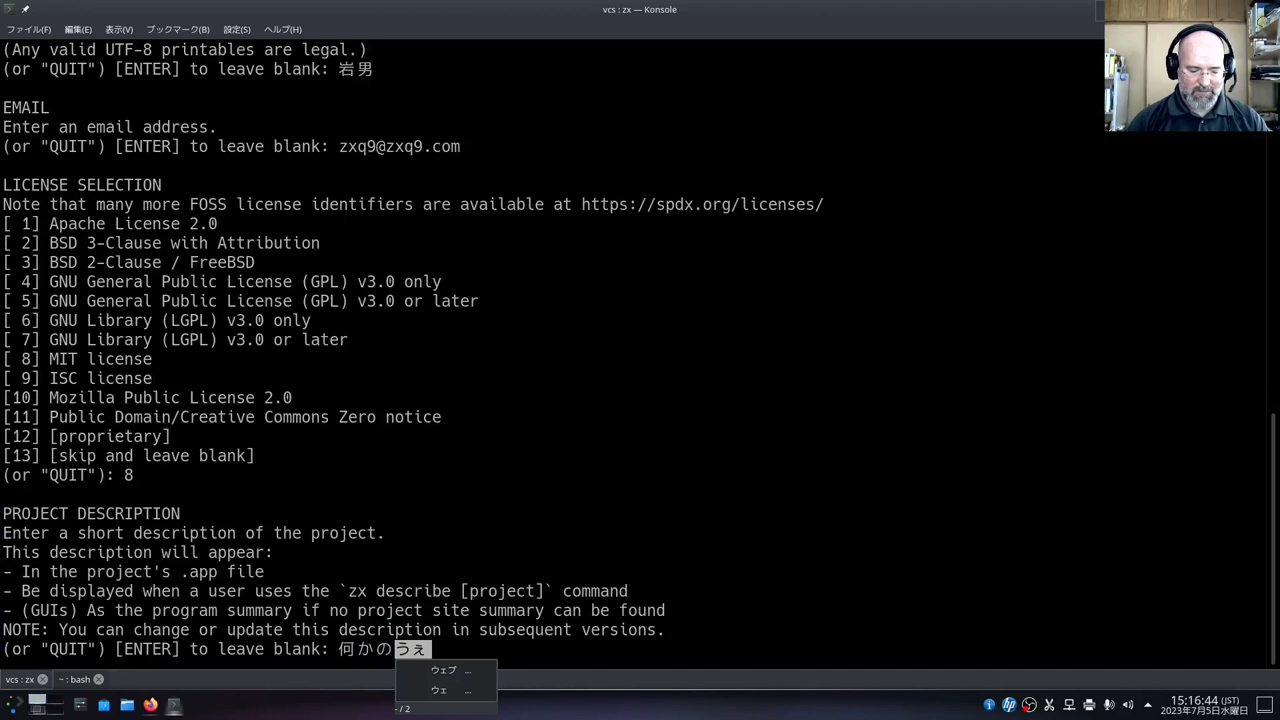 vcs : zx — Konsole
ファイル(F) 編集(E) 表示(V) ブックマーク(B) 設定(S) ヘルプ(H)
(Any valid UTF-8 printables are legal.)
(or "QUIT") [ENTER] to leave blank: 岩男
EMAIL
Enter an email address.
(or "QUIT") [ENTER] to leave blank: zxq9@zxq9.com
LICENSE SELECTION
Note that many more FOSS license identifiers are available at https://spdx.org/licenses/
[ 1] Apache License 2.0
[ 2] BSD 3-Clause with Attribution
[ 3] BSD 2-Clause / FreeBSD
[ 4] GNU General Public License (GPL) v3.0 only
[ 5] GNU General Public License (GPL) v3.0 or later
[ 6] GNU Library (LGPL) v3.0 only
[ 7] GNU Library (LGPL) v3.0 or later
[ 8] MIT license
[ 9] ISC license
[10] Mozilla Public License 2.0
[11] Public Domain/Creative Commons Zero notice
[12] [proprietary]
[13] [skip and leave blank]
(or "QUIT"): 8
PROJECT DESCRIPTION
Enter a short description of the project.
This description will appear:
- In the project's .app file
- Be displayed when a user uses the `zx describe [project]` command
- (GUIs) As the program summary if no project site summary can be found
NOTE: You can change or update this description in subsequent versions.
(or "QUIT") [ENTER] to leave blank: 何かのうぇ
ウェブ ...
ウェ ...
- / 2
vcs : zx ~ : bash
15:16:44 (JST)
2023年7月5日水曜日